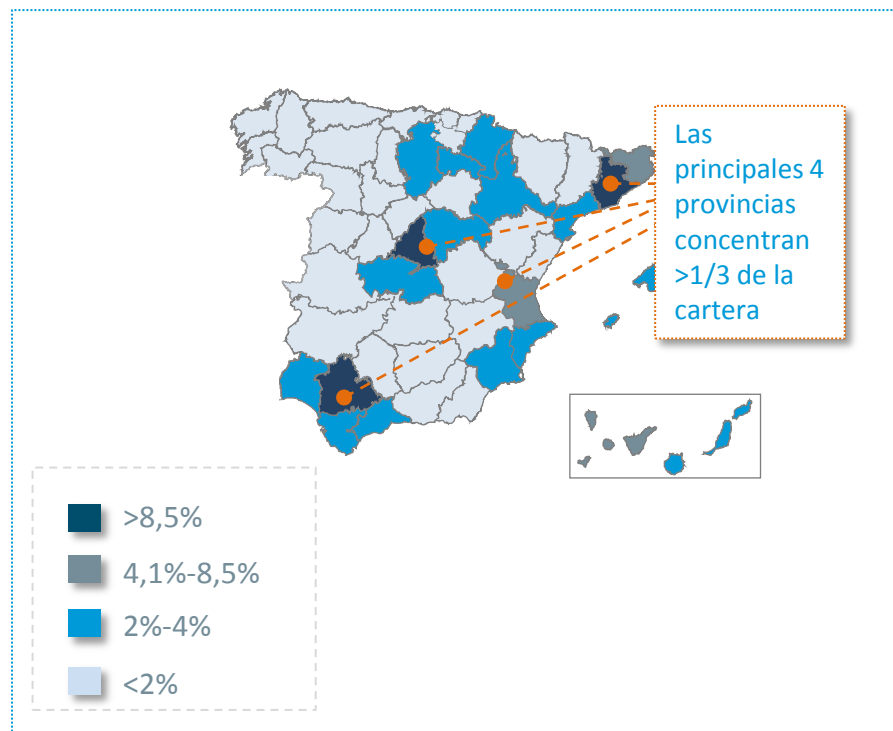 Las
principales 4
provincias
concentran
>1/3 de la
cartera
>8,5%
4,1%-8,5%
2%-4%
<2%